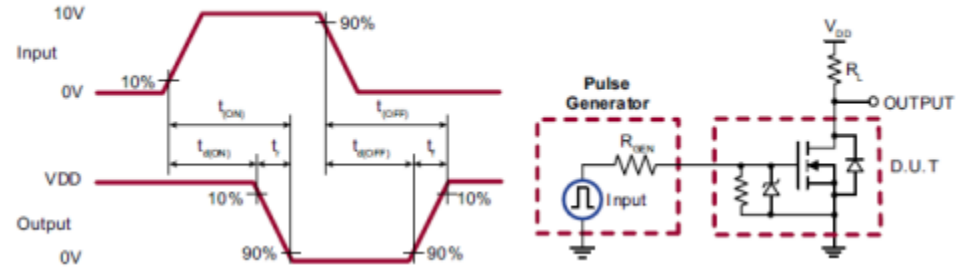 10V
Input
10%
0V
90%
t(ON)
t(OFF)
td(ON)
tr
td(OFF)
tf
VDD
10%
10%
Output
90%
90%
0V
Pulse
Generator
RGEN
Input
VDD
RL
OUTPUT
D.U.T